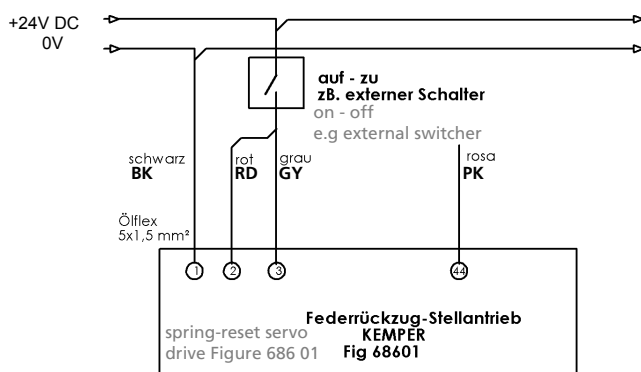 +24V DC
0V
auf - zu
zB. externer Schalter
on - off
e.g external switcher
schwarz
BK
rot
RD
grau
GY
rosa
PK
Ölflex
5x1,5 mm²
1
2
3
44
Federrückzug-Stellantrieb
KEMPER
Fig 68601
spring-reset servo
drive Figure 686 01